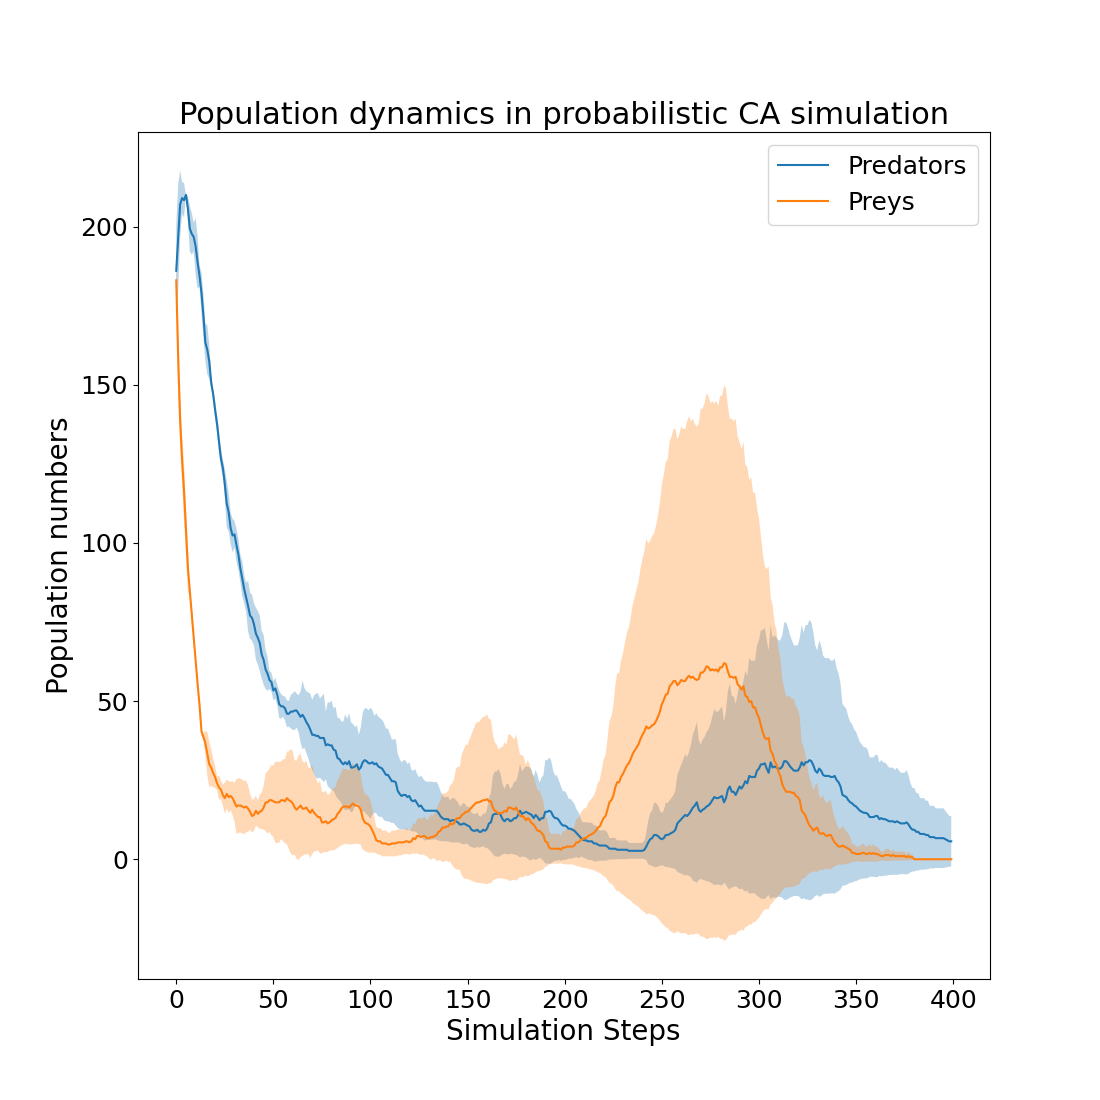 Population dynamics in probabilistic CA simulation
Predators
Preys
Population numbers
200
150
100
50
0
0 50 100 150 200 250 300 350 400
Simulation Steps